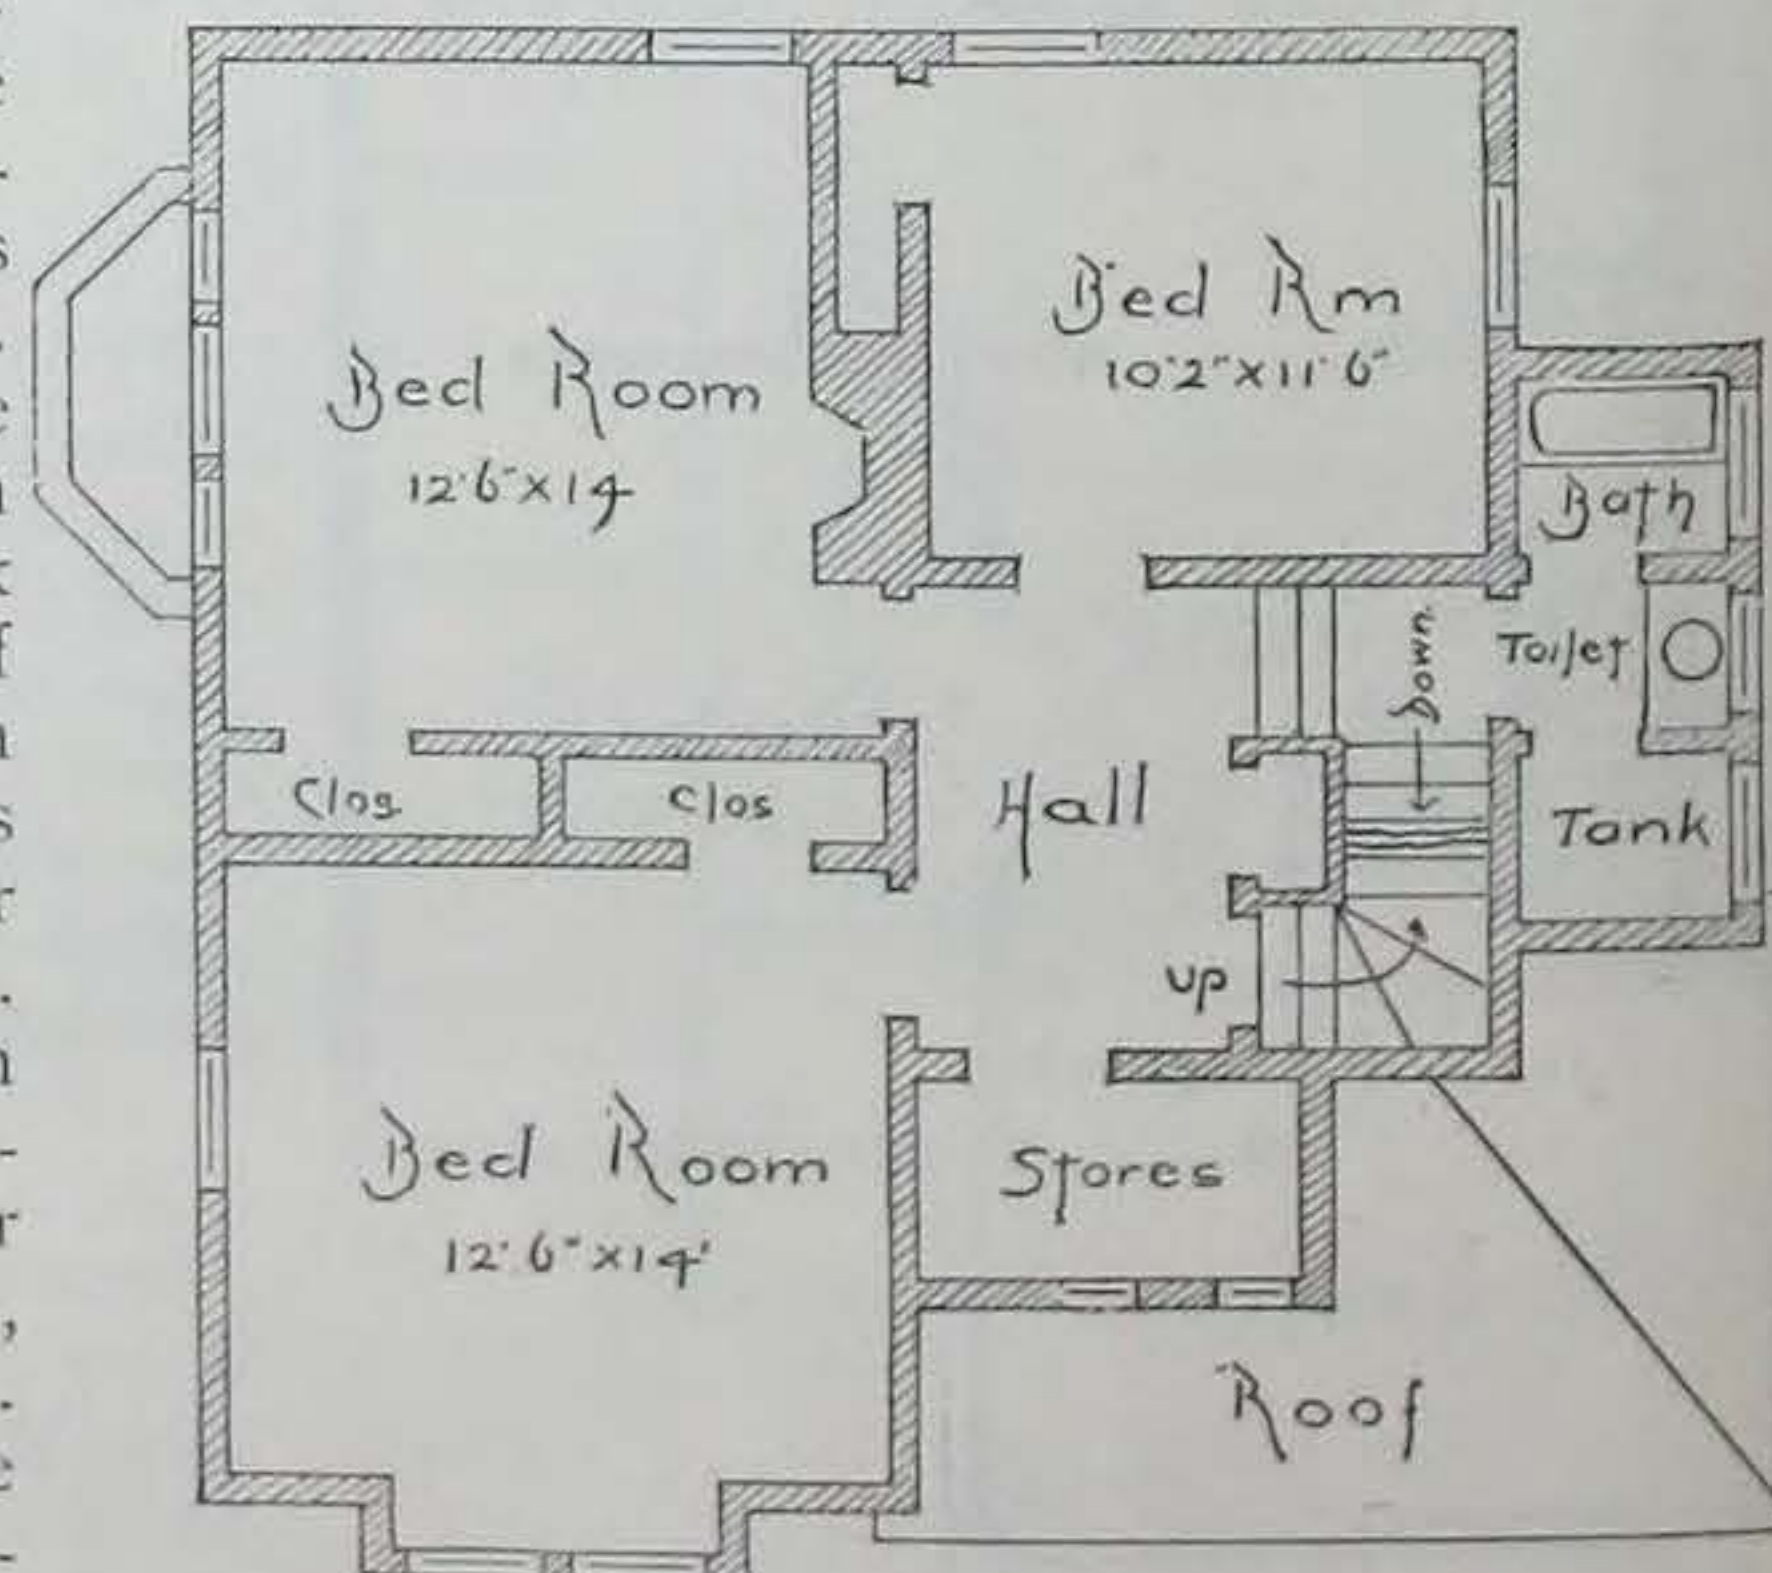 Bed Room
12'6"x14
Bed Rm
10'2"x11'6"
Bath
Toilet
Down.
Clos
Clos
Hall
Tank
Up
Bed Room
12'6"x14'
Stores
Roof